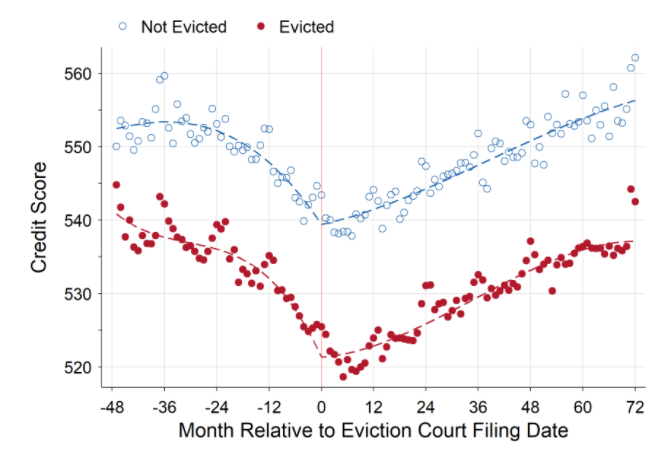 Not Evicted Evicted
560
550
540
530
520
Credit Score
-48 -36 -24 -12 0 12 24 36 48 60 72
Month Relative to Eviction Court Filing Date